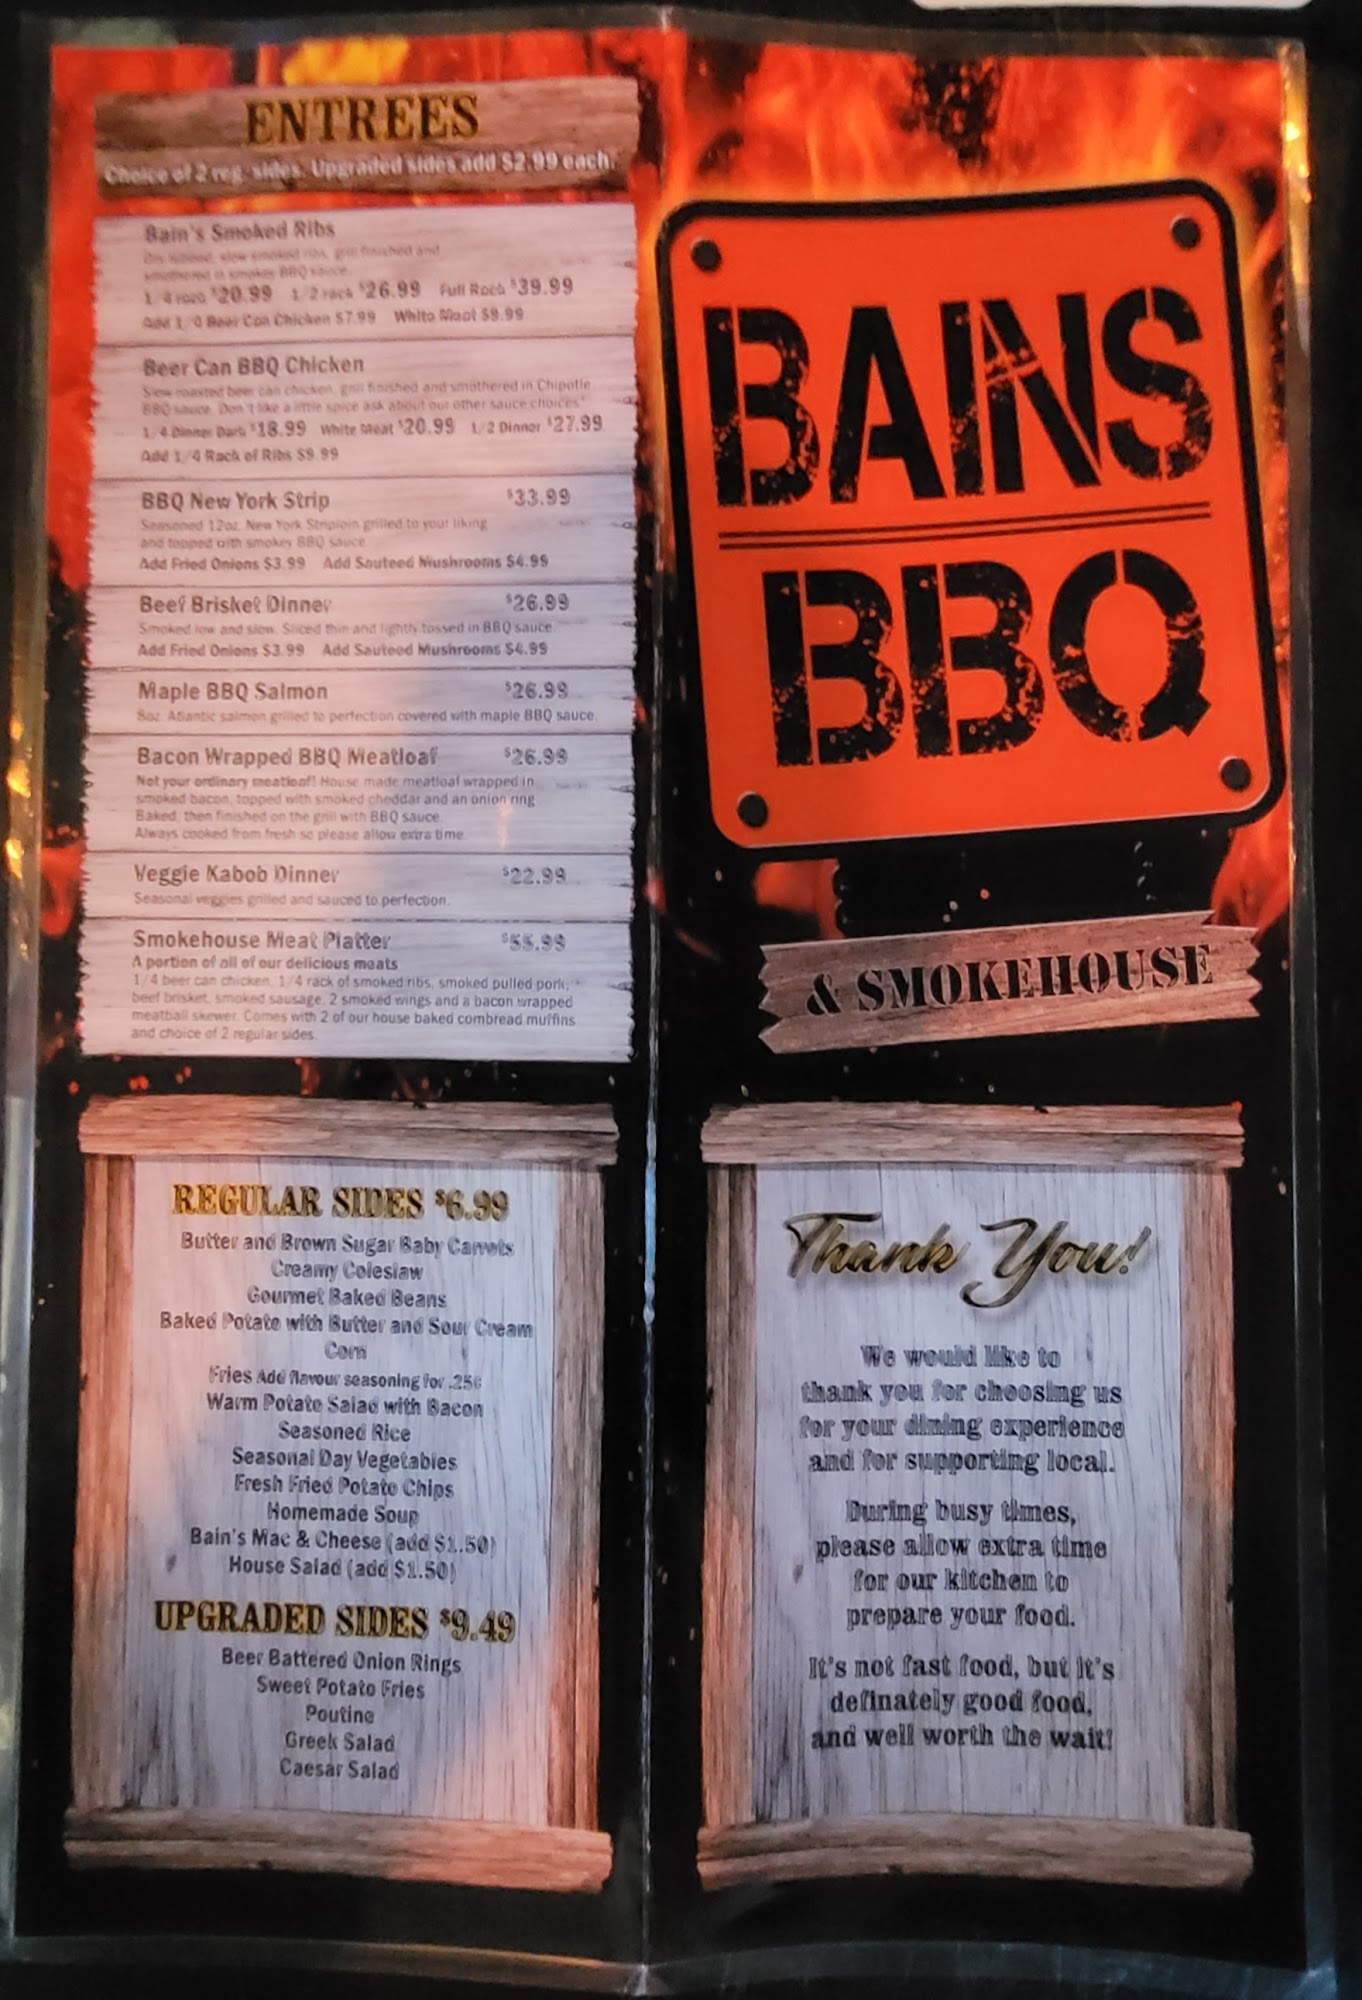 ENTREES
Choice of 2 reg. sides. Upgraded sides add $2.99 each.
Bain's Smoked Ribs
Dry rubbed, slow smoked ribs, grill finished and
smothered in smokey BBQ sauce.
1/4 rack $20.99 1/2 rack $26.99 Full Rack $39.99
Add 1/4 Beer Can Chicken $7.99 White Meat $9.99
Beer Can BBQ Chicken
Slow roasted beer can chicken, grill finished and smothered in Chipotle
BBQ sauce. Don't like a little spice ask about our other sauce choices.
1/4 Dinner Dark $18.99 White Meat $20.99 1/2 Dinner $27.99
Add 1/4 Rack of Ribs $9.99
BBQ New York Strip $33.99
Seasoned 12oz. New York Striploin grilled to your liking
and topped with smokey BBQ sauce.
Add Fried Onions $3.99 Add Sauteed Mushrooms $4.99
Beef Brisket Dinner $26.99
Smoked low and slow. Sliced thin and lightly tossed in BBQ sauce.
Add Fried Onions $3.99 Add Sauteed Mushrooms $4.99
Maple BBQ Salmon $26.99
8oz. Atlantic salmon grilled to perfection covered with maple BBQ sauce.
Bacon Wrapped BBQ Meatloaf $26.99
Not your ordinary meatloaf! House made meatloaf wrapped in
smoked bacon, topped with smoked cheddar and an onion ring
Baked, then finished on the grill with BBQ sauce.
Always cooked from fresh so please allow extra time.
Veggie Kabob Dinner $22.99
Seasonal veggies grilled and sauced to perfection.
Smokehouse Meat Platter $55.99
A portion of all of our delicious meats
1/4 beer can chicken, 1/4 rack of smoked ribs, smoked pulled pork,
beef brisket, smoked sausage, 2 smoked wings and a bacon wrapped
meatball skewer. Comes with 2 of our house baked cornbread muffins
and choice of 2 regular sides.
REGULAR SIDES $6.99
Butter and Brown Sugar Baby Carrots
Creamy Coleslaw
Gourmet Baked Beans
Baked Potato with Butter and Sour Cream
Corn
Fries Add flavour seasoning for .25¢
Warm Potato Salad with Bacon
Seasoned Rice
Seasonal Day Vegetables
Fresh Fried Potato Chips
Homemade Soup
Bain's Mac & Cheese (add $1.50)
House Salad (add $1.50)
UPGRADED SIDES $9.49
Beer Battered Onion Rings
Sweet Potato Fries
Poutine
Greek Salad
Caesar Salad
BAINS
BBQ
& SMOKEHOUSE
Thank You!
We would like to
thank you for choosing us
for your dining experience
and for supporting local.
During busy times,
please allow extra time
for our kitchen to
prepare your food.
It's not fast food, but it's
definately good food,
and well worth the wait!